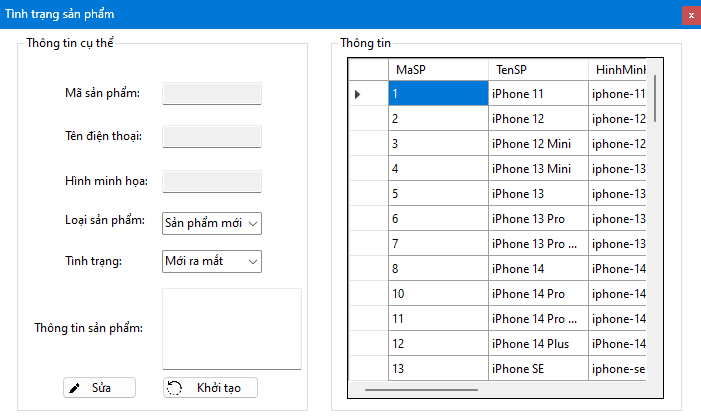 Tình trạng sản phẩm
x
Thông tin cụ thể
Mã sản phẩm:
Tên điện thoại:
Hình minh họa:
Loại sản phẩm: Sản phẩm mới
Tình trạng: Mới ra mắt
Thông tin sản phẩm:
Sửa Khởi tạo
Thông tin
MaSP TenSP HinhMinh
1 iPhone 11 iphone-11
2 iPhone 12 iphone-12
3 iPhone 12 Mini iphone-12
4 iPhone 13 Mini iphone-13
5 iPhone 13 iphone-13
6 iPhone 13 Pro iphone-13
7 iPhone 13 Pro ... iphone-13
8 iPhone 14 iPhone-14
10 iPhone 14 Pro iPhone-14
11 iPhone 14 Pro ... iPhone-14
12 iPhone 14 Plus iPhone-14
13 iPhone SE iphone-se